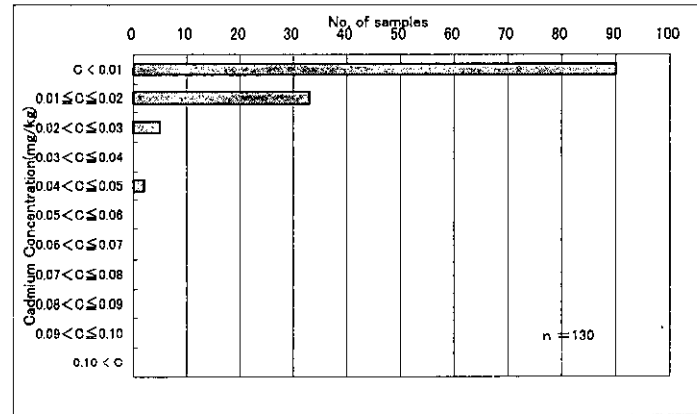 No. of samples
0 10 20 30 40 50 60 70 80 90 100
Cadmium Concentration(mg/kg)
C < 0.01
0.01 ≦ C ≦ 0.02
0.02 < C ≦ 0.03
0.03 < C ≦ 0.04
0.04 < C ≦ 0.05
0.05 < C ≦ 0.06
0.06 < C ≦ 0.07
0.07 < C ≦ 0.08
0.08 < C ≦ 0.09
0.09 < C ≦ 0.10
0.10 < C
n = 130